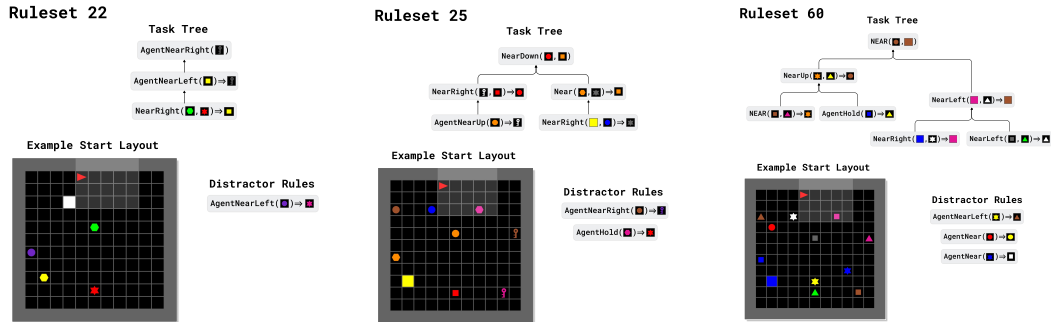 Ruleset 22
Task Tree
AgentNearRight( )
AgentNearLeft( )⇒
NearRight( , )⇒
Example Start Layout
Distractor Rules
AgentNearLeft( )⇒
Ruleset 25
Task Tree
NearDown( , )
NearRight( , )⇒
Near( , )⇒
AgentNearUp( )⇒
NearRight( , )⇒
Example Start Layout
Distractor Rules
AgentNearRight( )⇒
AgentHold( )⇒
Ruleset 60
Task Tree
NEAR( , )
NearUp( , )⇒
NearLeft( , )⇒
NEAR( , )⇒
AgentHold( )⇒
NearRight( , )⇒
NearLeft( , )⇒
Example Start Layout
Distractor Rules
AgentNearLeft( )⇒
AgentNear( )⇒
AgentNear( )⇒